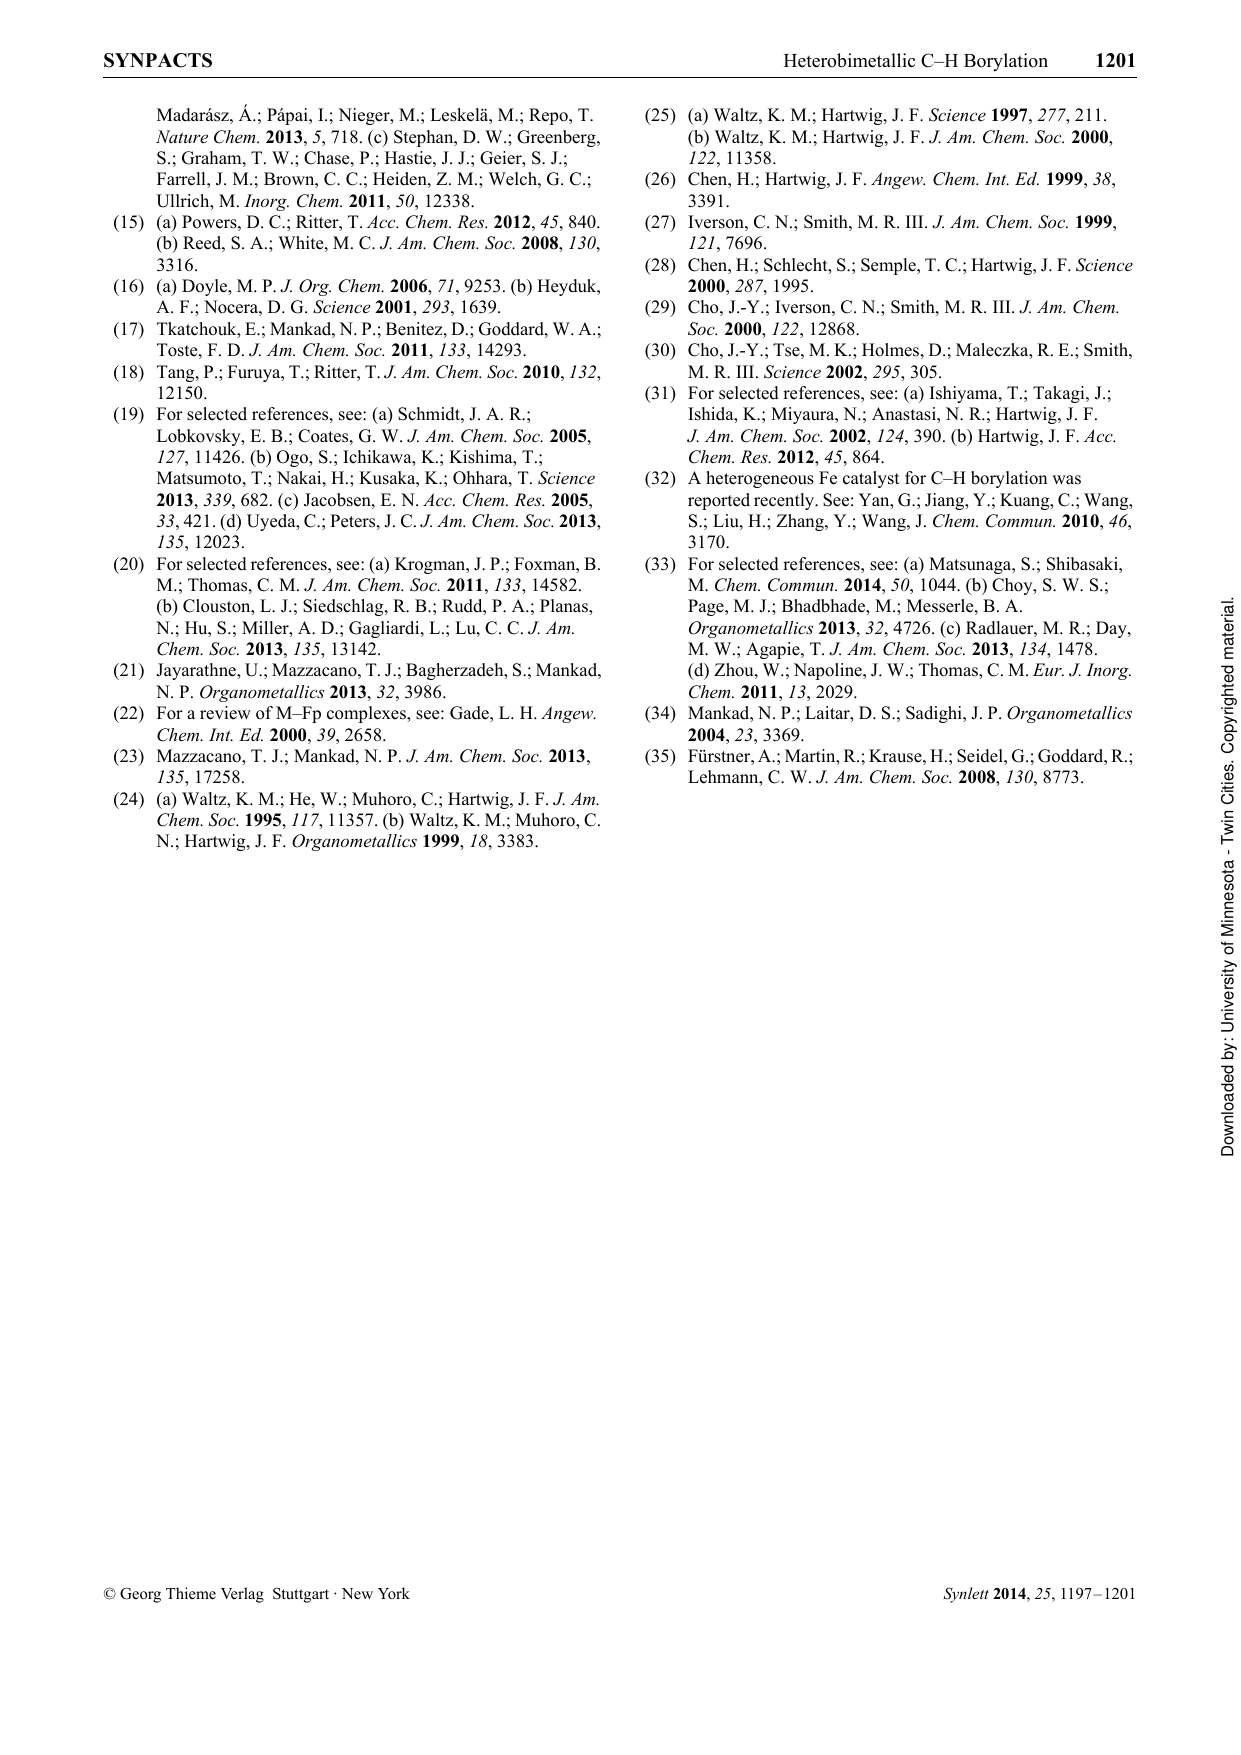 SYNPACTS
Heterobimetallic C–H Borylation 1201
Madarász, Á.; Pápai, I.; Nieger, M.; Leskelä, M.; Repo, T.
Nature Chem. 2013, 5, 718. (c) Stephan, D. W.; Greenberg,
S.; Graham, T. W.; Chase, P.; Hastie, J. J.; Geier, S. J.;
Farrell, J. M.; Brown, C. C.; Heiden, Z. M.; Welch, G. C.;
Ullrich, M. Inorg. Chem. 2011, 50, 12338.
(15) (a) Powers, D. C.; Ritter, T. Acc. Chem. Res. 2012, 45, 840.
(b) Reed, S. A.; White, M. C. J. Am. Chem. Soc. 2008, 130,
3316.
(16) (a) Doyle, M. P. J. Org. Chem. 2006, 71, 9253. (b) Heyduk,
A. F.; Nocera, D. G. Science 2001, 293, 1639.
(17) Tkatchouk, E.; Mankad, N. P.; Benitez, D.; Goddard, W. A.;
Toste, F. D. J. Am. Chem. Soc. 2011, 133, 14293.
(18) Tang, P.; Furuya, T.; Ritter, T. J. Am. Chem. Soc. 2010, 132,
12150.
(19) For selected references, see: (a) Schmidt, J. A. R.;
Lobkovsky, E. B.; Coates, G. W. J. Am. Chem. Soc. 2005,
127, 11426. (b) Ogo, S.; Ichikawa, K.; Kishima, T.;
Matsumoto, T.; Nakai, H.; Kusaka, K.; Ohhara, T. Science
2013, 339, 682. (c) Jacobsen, E. N. Acc. Chem. Res. 2005,
33, 421. (d) Uyeda, C.; Peters, J. C. J. Am. Chem. Soc. 2013,
135, 12023.
(20) For selected references, see: (a) Krogman, J. P.; Foxman, B.
M.; Thomas, C. M. J. Am. Chem. Soc. 2011, 133, 14582.
(b) Clouston, L. J.; Siedschlag, R. B.; Rudd, P. A.; Planas,
N.; Hu, S.; Miller, A. D.; Gagliardi, L.; Lu, C. C. J. Am.
Chem. Soc. 2013, 135, 13142.
(21) Jayarathne, U.; Mazzacano, T. J.; Bagherzadeh, S.; Mankad,
N. P. Organometallics 2013, 32, 3986.
(22) For a review of M–Fp complexes, see: Gade, L. H. Angew.
Chem. Int. Ed. 2000, 39, 2658.
(23) Mazzacano, T. J.; Mankad, N. P. J. Am. Chem. Soc. 2013,
135, 17258.
(24) (a) Waltz, K. M.; He, W.; Muhoro, C.; Hartwig, J. F. J. Am.
Chem. Soc. 1995, 117, 11357. (b) Waltz, K. M.; Muhoro, C.
N.; Hartwig, J. F. Organometallics 1999, 18, 3383.
(25) (a) Waltz, K. M.; Hartwig, J. F. Science 1997, 277, 211.
(b) Waltz, K. M.; Hartwig, J. F. J. Am. Chem. Soc. 2000,
122, 11358.
(26) Chen, H.; Hartwig, J. F. Angew. Chem. Int. Ed. 1999, 38,
3391.
(27) Iverson, C. N.; Smith, M. R. III. J. Am. Chem. Soc. 1999,
121, 7696.
(28) Chen, H.; Schlecht, S.; Semple, T. C.; Hartwig, J. F. Science
2000, 287, 1995.
(29) Cho, J.-Y.; Iverson, C. N.; Smith, M. R. III. J. Am. Chem.
Soc. 2000, 122, 12868.
(30) Cho, J.-Y.; Tse, M. K.; Holmes, D.; Maleczka, R. E.; Smith,
M. R. III. Science 2002, 295, 305.
(31) For selected references, see: (a) Ishiyama, T.; Takagi, J.;
Ishida, K.; Miyaura, N.; Anastasi, N. R.; Hartwig, J. F.
J. Am. Chem. Soc. 2002, 124, 390. (b) Hartwig, J. F. Acc.
Chem. Res. 2012, 45, 864.
(32) A heterogeneous Fe catalyst for C–H borylation was
reported recently. See: Yan, G.; Jiang, Y.; Kuang, C.; Wang,
S.; Liu, H.; Zhang, Y.; Wang, J. Chem. Commun. 2010, 46,
3170.
(33) For selected references, see: (a) Matsunaga, S.; Shibasaki,
M. Chem. Commun. 2014, 50, 1044. (b) Choy, S. W. S.;
Page, M. J.; Bhadbhade, M.; Messerle, B. A.
Organometallics 2013, 32, 4726. (c) Radlauer, M. R.; Day,
M. W.; Agapie, T. J. Am. Chem. Soc. 2013, 134, 1478.
(d) Zhou, W.; Napoline, J. W.; Thomas, C. M. Eur. J. Inorg.
Chem. 2011, 13, 2029.
(34) Mankad, N. P.; Laitar, D. S.; Sadighi, J. P. Organometallics
2004, 23, 3369.
(35) Fürstner, A.; Martin, R.; Krause, H.; Seidel, G.; Goddard, R.;
Lehmann, C. W. J. Am. Chem. Soc. 2008, 130, 8773.
Downloaded by: University of Minnesota - Twin Cities. Copyrighted material.
© Georg Thieme Verlag Stuttgart · New York
Synlett 2014, 25, 1197–1201